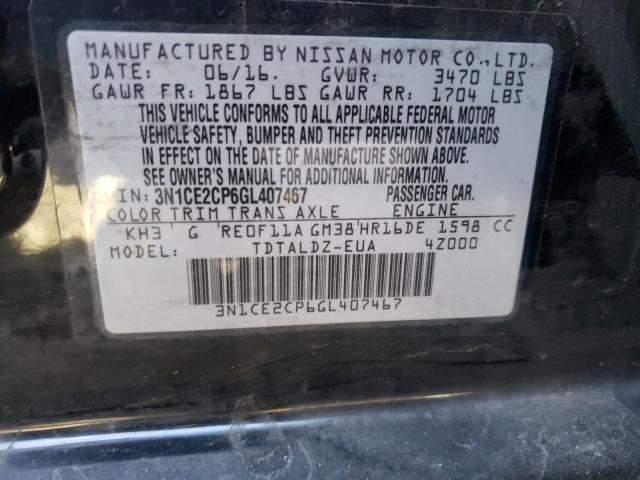 MANUFACTURED BY NISSAN MOTOR CO.,LTD.
DATE: 06/16. GVWR: 3470 LBS
GAWR FR: 1867 LBS GAWR RR: 1704 LBS
THIS VEHICLE CONFORMS TO ALL APPLICABLE FEDERAL MOTOR
VEHICLE SAFETY, BUMPER AND THEFT PREVENTION STANDARDS
IN EFFECT ON THE DATE OF MANUFACTURE SHOWN ABOVE.
SEE OWNER'S MANUAL FOR ADDITIONAL INFORMATION.
VIN: 3N1CE2CP6GL407467 PASSENGER CAR.
COLOR TRIM TRANS AXLE ENGINE
KH3 G RE0F11A GM38 HR16DE 1598 CC
MODEL: TDTALDZ-EUA 4Z000
3N1CE2CP6GL407467